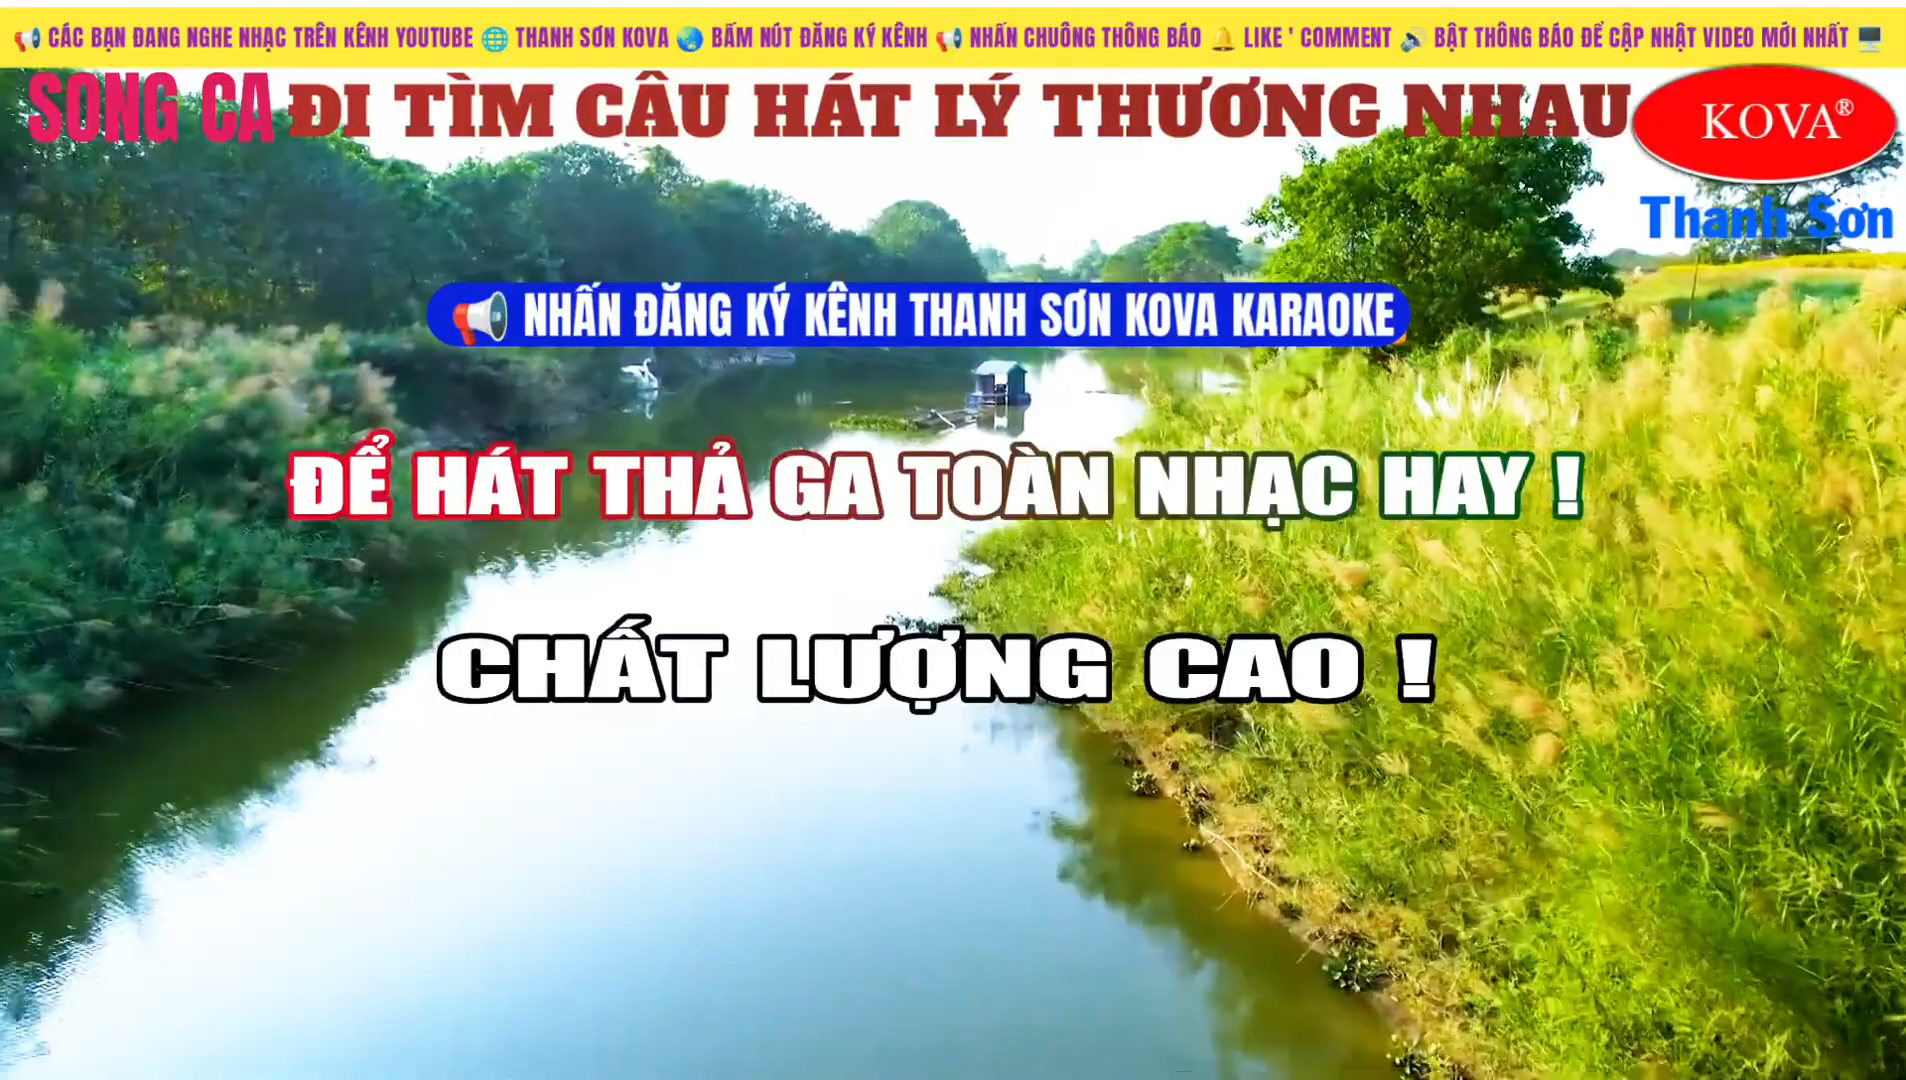 📢 CÁC BẠN ĐANG NGHE NHẠC TRÊN KÊNH YOUTUBE 🌐 THANH SƠN KOVA 🌏 BẤM NÚT ĐĂNG KÝ KÊNH 📢 NHẤN CHUÔNG THÔNG BÁO 🔔 LIKE ' COMMENT 🔊 BẬT THÔNG BÁO ĐỂ CẬP NHẬT VIDEO MỚI NHẤT 🖥️
SONG CA ĐI TÌM CÂU HÁT LÝ THƯƠNG NHAU
KOVA®
Thanh Sơn
📢 NHẤN ĐĂNG KÝ KÊNH THANH SƠN KOVA KARAOKE
ĐỂ HÁT THẢ GA TOÀN NHẠC HAY !
CHẤT LƯỢNG CAO !